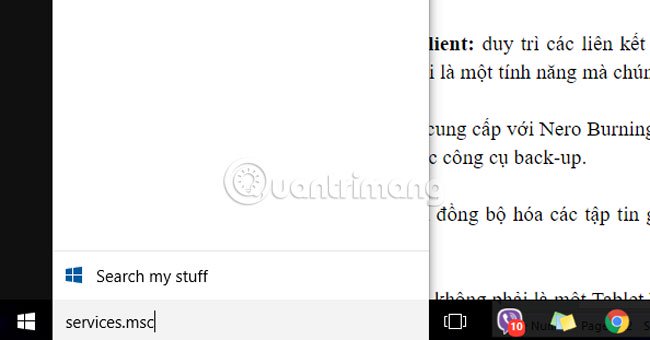 lient: duy trì các liên kết
i là một tính năng mà chún
cung cấp với Nero Burning
c công cụ back-up.
Quantrimang
đồng bộ hóa các tập tin g
Search my stuff
không phải là một Tablet
services.msc
10